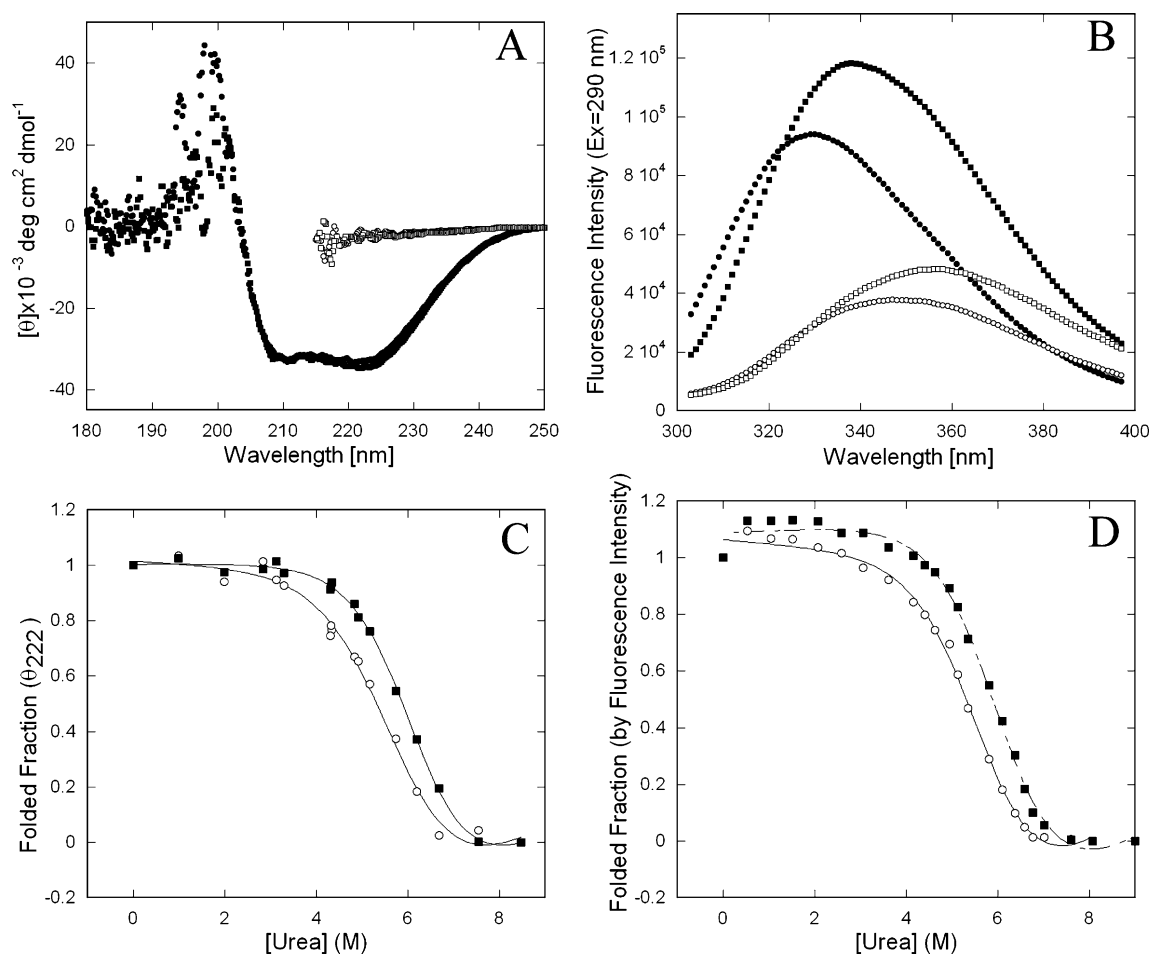 A
[θ]x10 ⁻³ deg cm² dmol⁻¹
40
20
0
-20
-40
180 190 200 210 220 230 240 250
Wavelength [nm]
B
Fluorescence Intensity (Ex=290 nm)
1.2 10⁵
1 10⁵
8 10⁴
6 10⁴
4 10⁴
2 10⁴
0
300 320 340 360 380 400
Wavelength [nm]
C
Folded Fraction (θ222)
1.2
1
0.8
0.6
0.4
0.2
0
-0.2
0 2 4 6 8
[Urea] (M)
D
Folded Fraction (by Fluorescence Intensity)
1.2
1
0.8
0.6
0.4
0.2
0
-0.2
0 2 4 6 8
[Urea] (M)